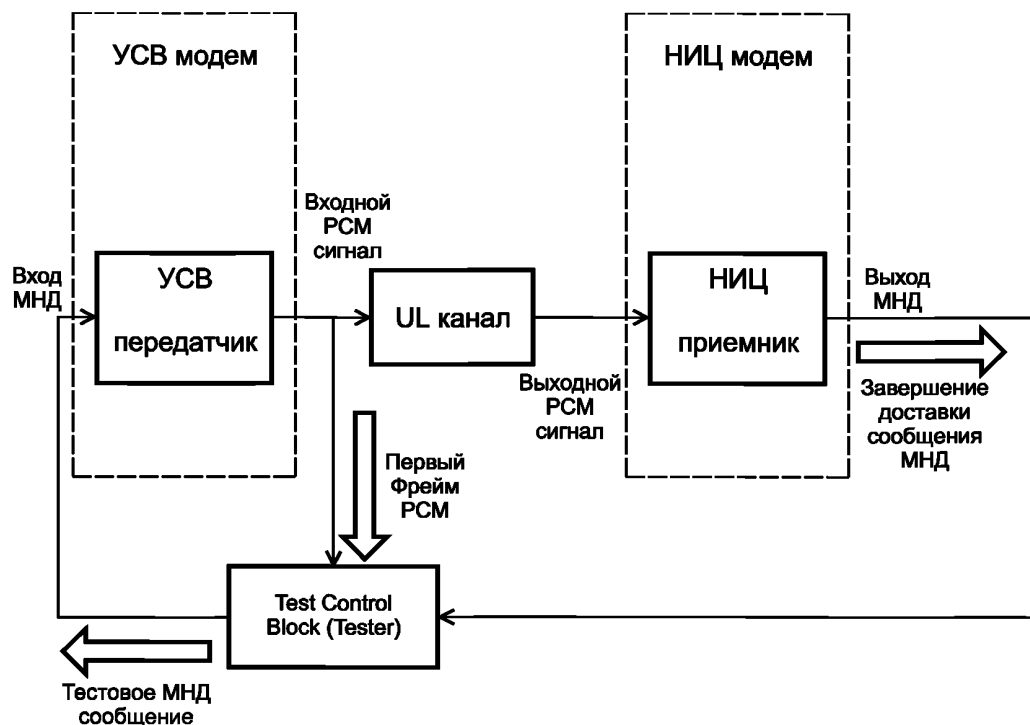 УСВ модем
НИЦ модем
Входной
PCM
сигнал
Вход
МНД
УСВ
передатчик
UL канал
НИЦ
приемник
Выход
МНД
Выходной
PCM
сигнал
Завершение
доставки
сообщения
МНД
Первый
Фрейм
PCM
Test Control
Block (Tester)
Тестовое МНД
сообщение